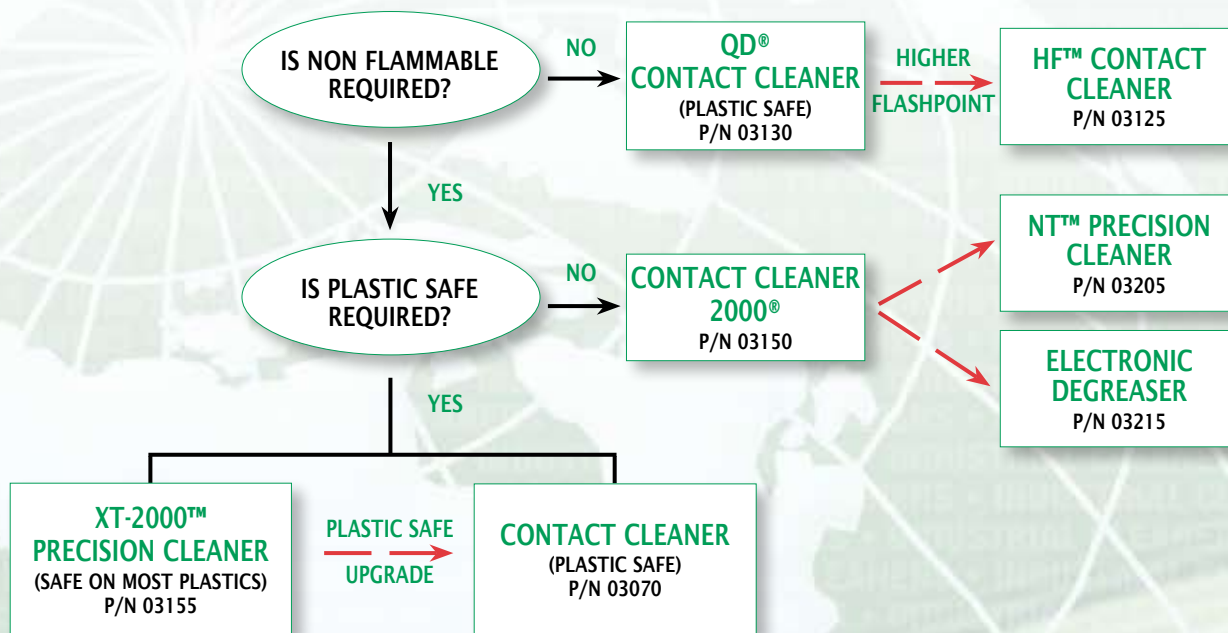 IS NON FLAMMABLE
REQUIRED?
NO
QD®
CONTACT CLEANER
(PLASTIC SAFE)
P/N 03130
HIGHER
FLASHPOINT
HF™ CONTACT
CLEANER
P/N 03125
YES
IS PLASTIC SAFE
REQUIRED?
NO
CONTACT CLEANER
2000®
P/N 03150
NT™ PRECISION
CLEANER
P/N 03205
ELECTRONIC
DEGREASER
P/N 03215
YES
XT-2000™
PRECISION CLEANER
(SAFE ON MOST PLASTICS)
P/N 03155
PLASTIC SAFE
UPGRADE
CONTACT CLEANER
(PLASTIC SAFE)
P/N 03070